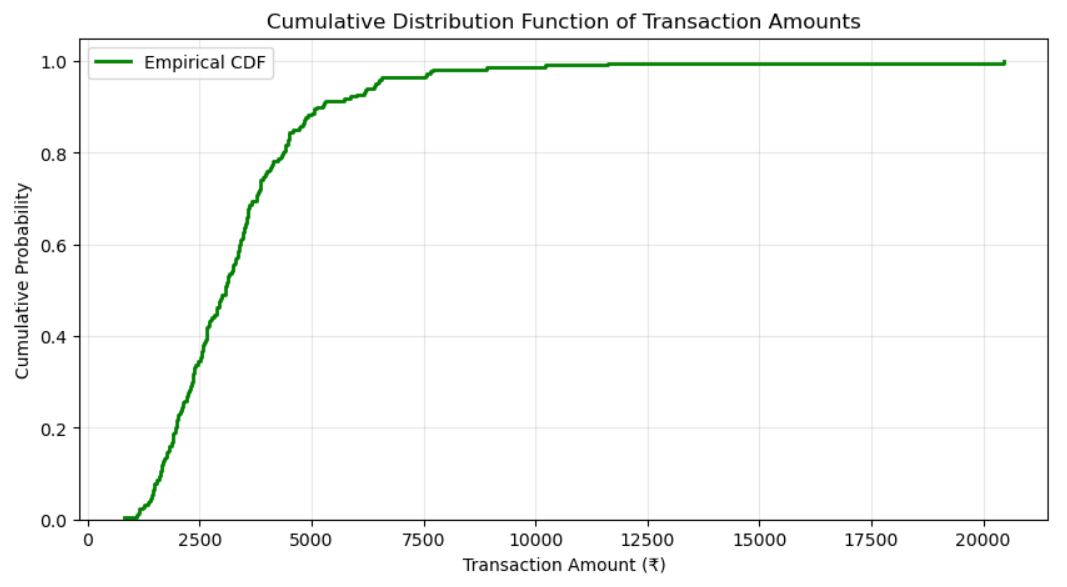 Cumulative Distribution Function of Transaction Amounts
Empirical CDF
1.0
0.8
0.6
0.4
0.2
0.0
Cumulative Probability
0 2500 5000 7500 10000 12500 15000 17500 20000
Transaction Amount (₹)